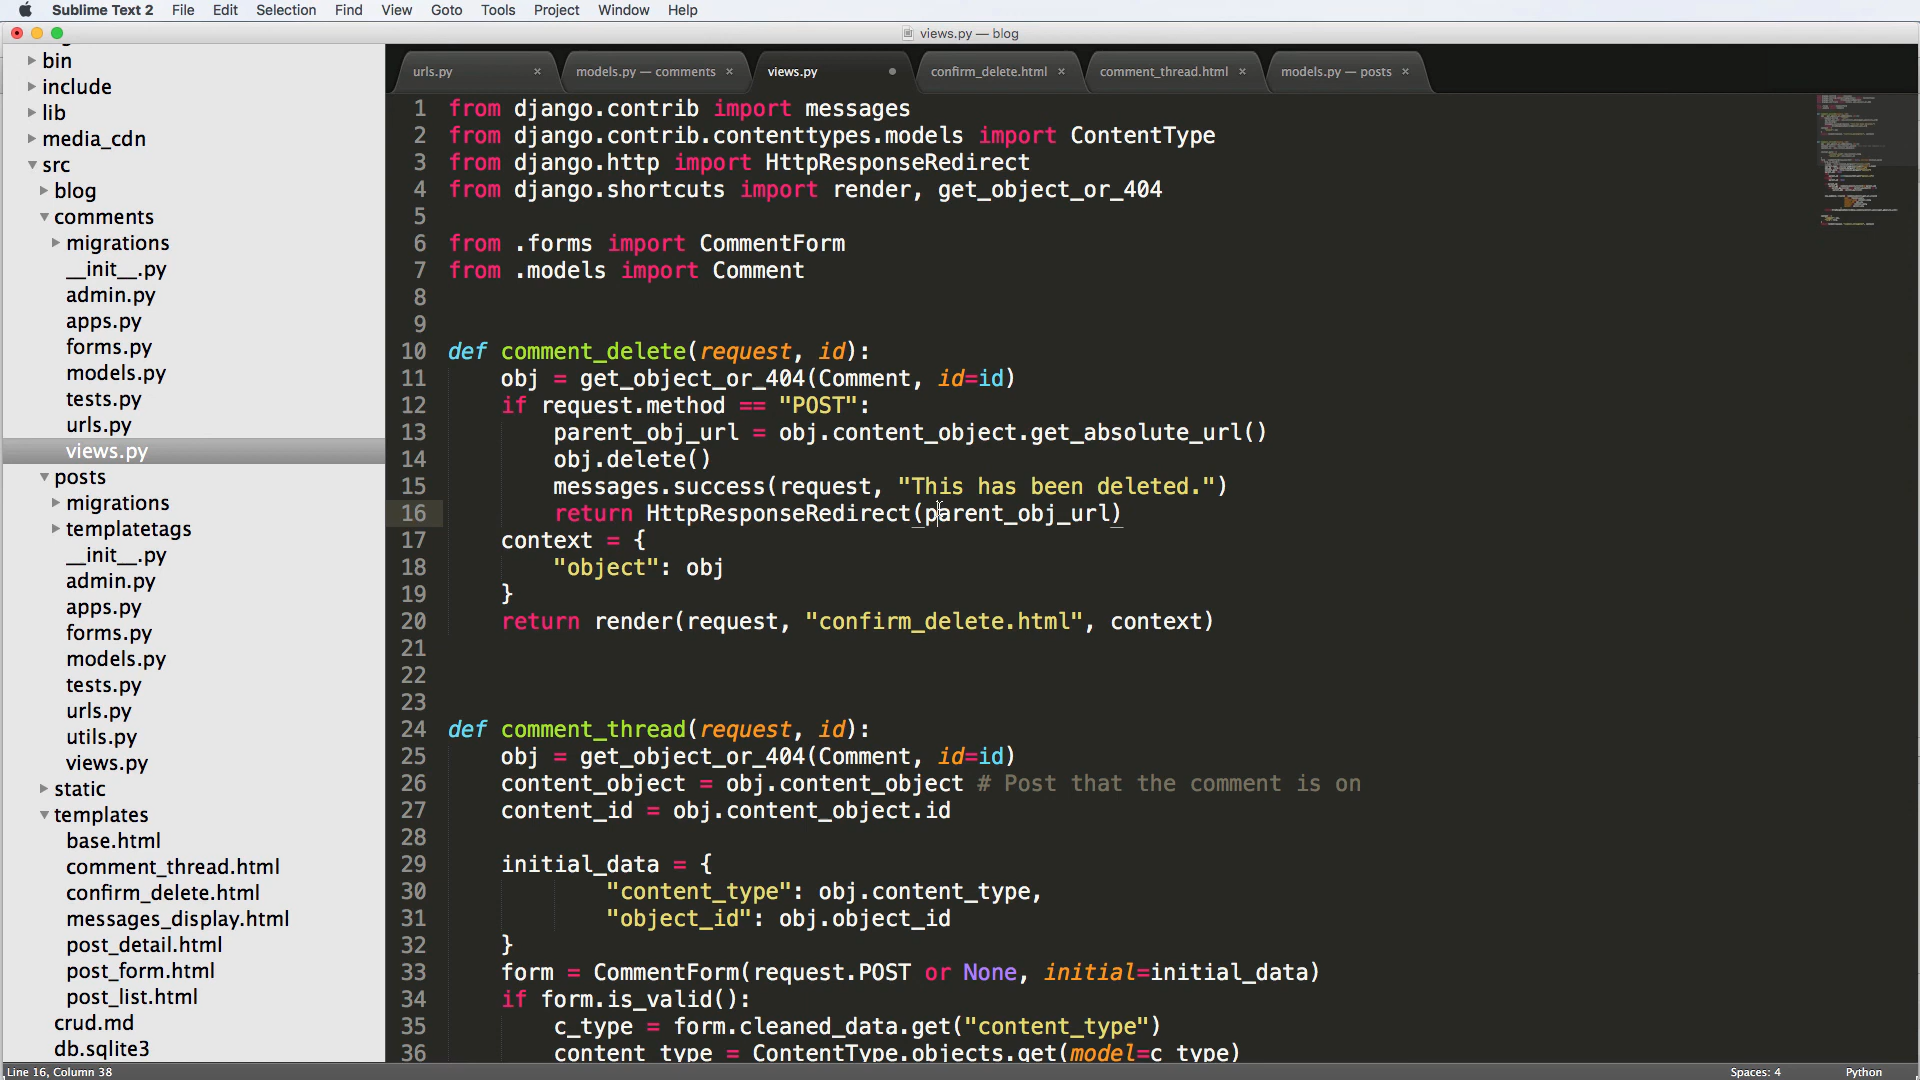 Sublime Text 2 File Edit Selection Find View Goto Tools Project Window Help
views.py — blog
bin
include
lib
media_cdn
src
blog
comments
migrations
__init__.py
admin.py
apps.py
forms.py
models.py
tests.py
urls.py
views.py
posts
migrations
templatetags
__init__.py
admin.py
apps.py
forms.py
models.py
tests.py
urls.py
utils.py
views.py
static
templates
base.html
comment_thread.html
confirm_delete.html
messages_display.html
post_detail.html
post_form.html
post_list.html
crud.md
db.sqlite3
urls.py × models.py — comments × views.py confirm_delete.html × comment_thread.html × models.py — posts ×
1 from django.contrib import messages
2 from django.contrib.contenttypes.models import ContentType
3 from django.http import HttpResponseRedirect
4 from django.shortcuts import render, get_object_or_404
5
6 from .forms import CommentForm
7 from .models import Comment
8
9
10 def comment_delete(request, id):
11 obj = get_object_or_404(Comment, id=id)
12 if request.method == "POST":
13 parent_obj_url = obj.content_object.get_absolute_url()
14 obj.delete()
15 messages.success(request, "This has been deleted.")
16 return HttpResponseRedirect(parent_obj_url)
17 context = {
18 "object": obj
19 }
20 return render(request, "confirm_delete.html", context)
21
22
23
24 def comment_thread(request, id):
25 obj = get_object_or_404(Comment, id=id)
26 content_object = obj.content_object # Post that the comment is on
27 content_id = obj.content_object.id
28
29 initial_data = {
30 "content_type": obj.content_type,
31 "object_id": obj.object_id
32 }
33 form = CommentForm(request.POST or None, initial=initial_data)
34 if form.is_valid():
35 c_type = form.cleaned_data.get("content_type")
36 content_type = ContentType.objects.get(model=c_type)
Line 16, Column 38 Spaces: 4 Python